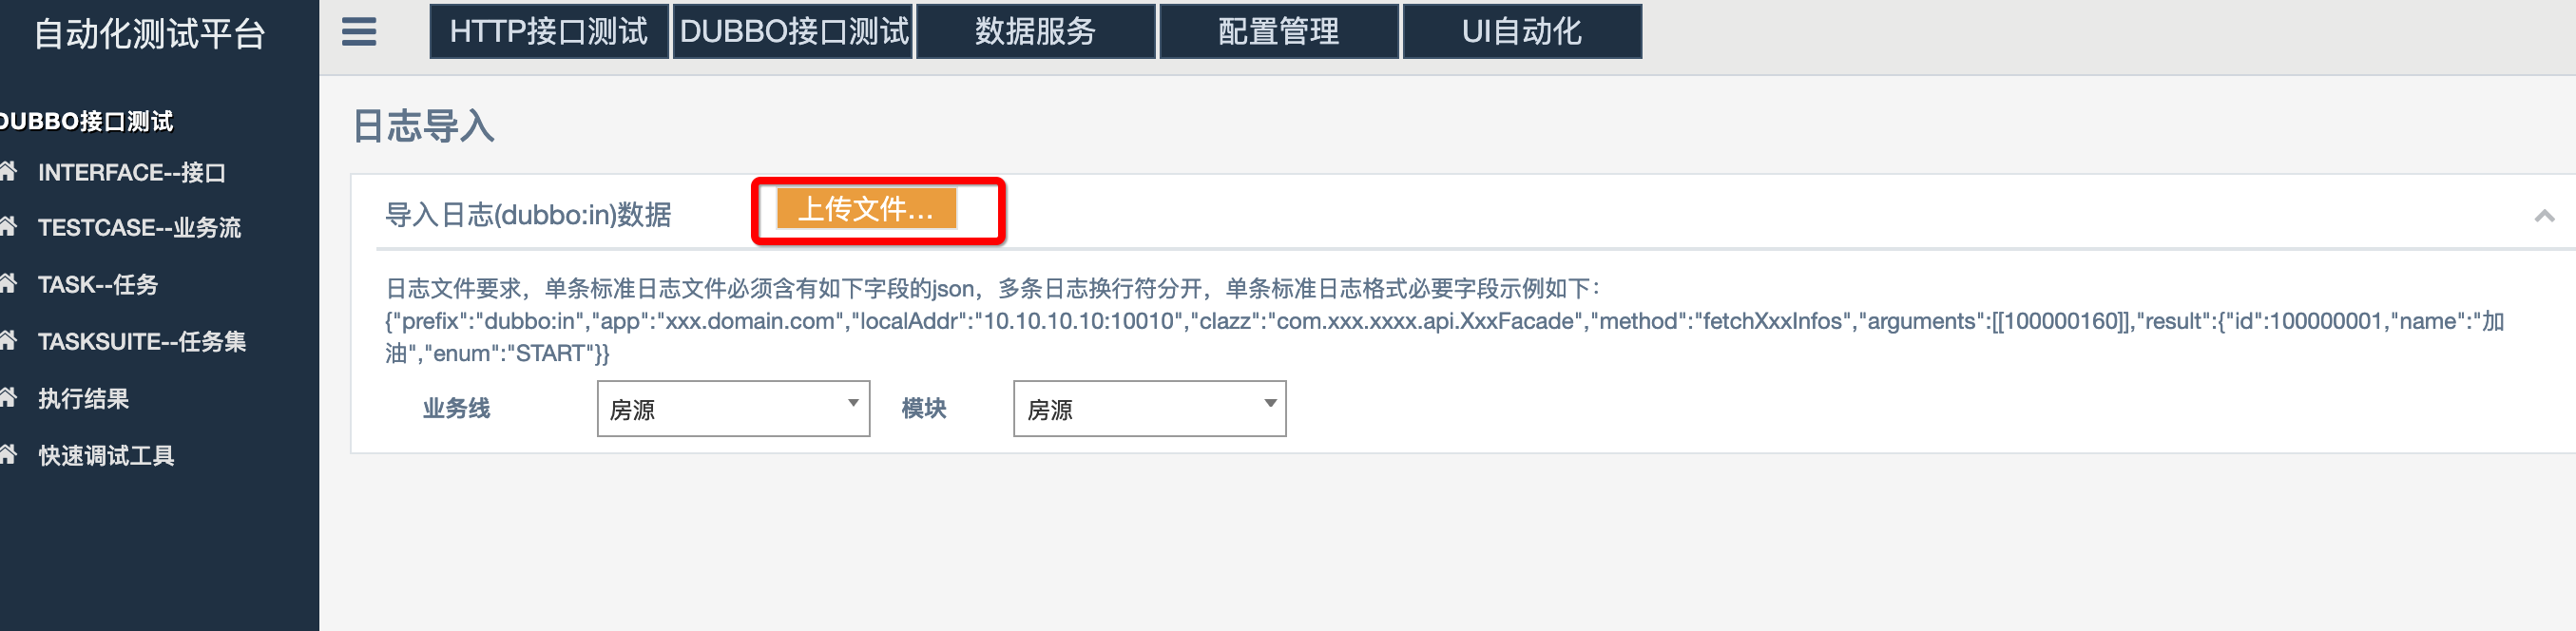 自动化测试平台
HTTP接口测试
DUBBO接口测试
数据服务
配置管理
UI自动化
DUBBO接口测试
INTERFACE--接口
TESTCASE--业务流
TASK--任务
TASKSUITE--任务集
执行结果
快速调试工具
日志导入
导入日志(dubbo:in)数据
上传文件...
日志文件要求，单条标准日志文件必须含有如下字段的json，多条日志换行符分开，单条标准日志格式必要字段示例如下：
{"prefix":"dubbo:in","app":"xxx.domain.com","localAddr":"10.10.10.10:10010","clazz":"com.xxx.xxxx.api.XxxFacade","method":"fetchXxxInfos","arguments":[[100000160]],"result":{"id":100000001,"name":"加
油","enum":"START"}}
业务线
房源
模块
房源